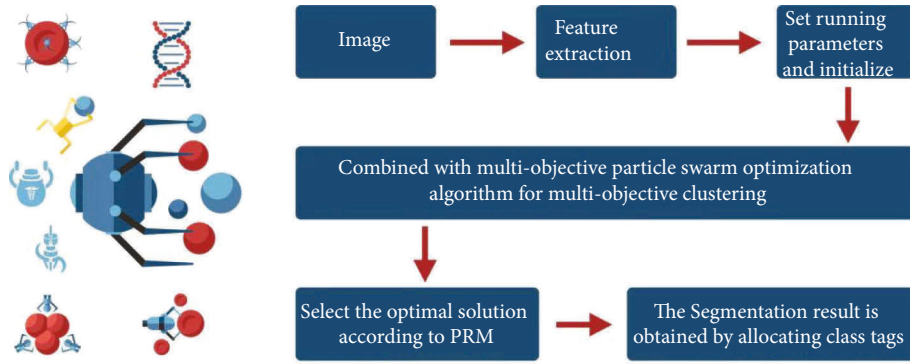 Image
Feature
extraction
Set running
parameters
and initialize
Combined with multi-objective particle swarm optimization
algorithm for multi-objective clustering
Select the optimal solution
according to PRM
The Segmentation result is
obtained by allocating class tags